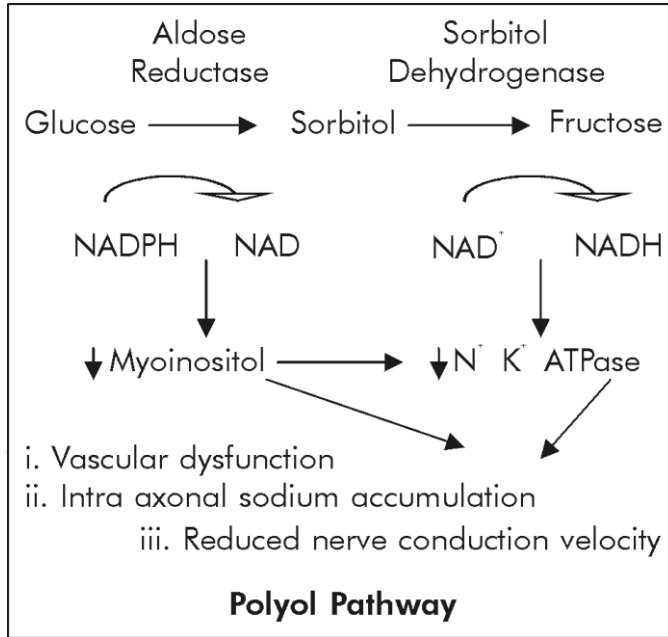 Aldose Reductase
Sorbitol Dehydrogenase
Glucose Sorbitol Fructose
NADPH NAD NAD⁺ NADH
Myoinositol N⁺ K⁺ ATPase
i. Vascular dysfunction
ii. Intra axonal sodium accumulation
iii. Reduced nerve conduction velocity
Polyol Pathway